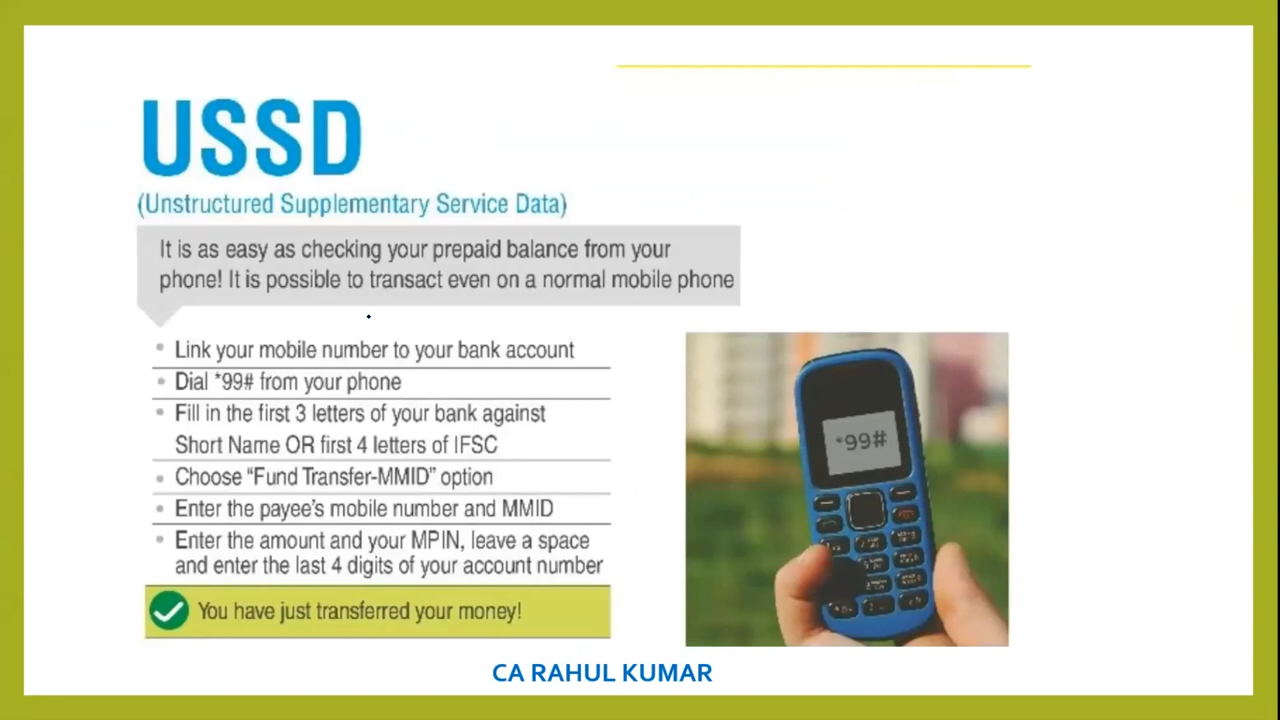 USSD
(Unstructured Supplementary Service Data)
It is as easy as checking your prepaid balance from your
phone! It is possible to transact even on a normal mobile phone
• Link your mobile number to your bank account
• Dial *99# from your phone
• Fill in the first 3 letters of your bank against
Short Name OR first 4 letters of IFSC
• Choose “Fund Transfer-MMID” option
• Enter the payee’s mobile number and MMID
• Enter the amount and your MPIN, leave a space
and enter the last 4 digits of your account number
You have just transferred your money!
*99#
CA RAHUL KUMAR